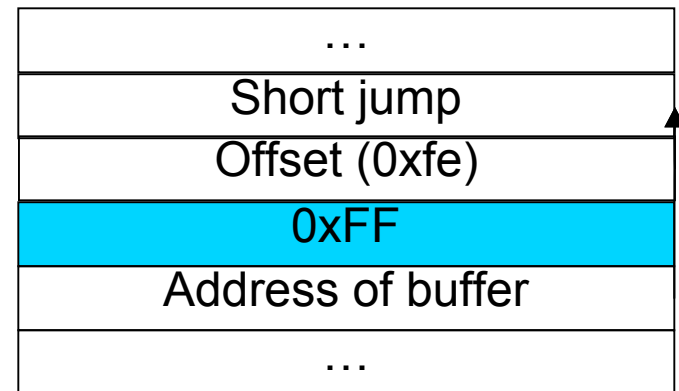 …
Short jump
Offset (0xfe)
0xFF
Address of buffer
…